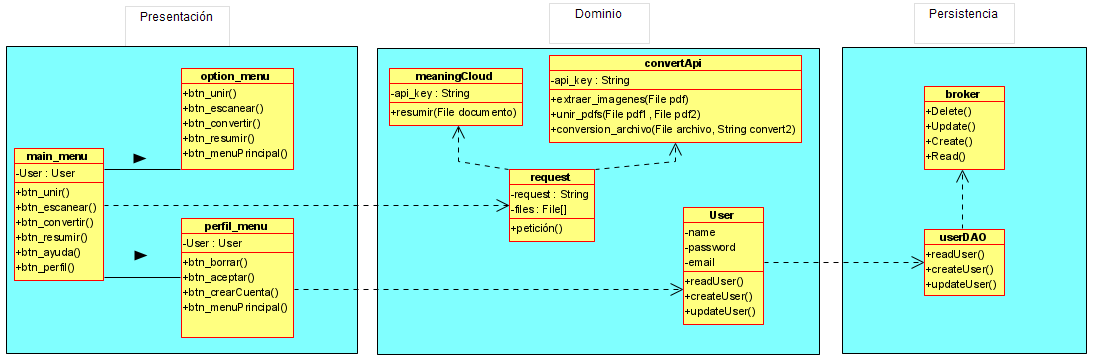 Presentación
Dominio
Persistencia
option_menu
+btn_unir()
+btn_escanear()
+btn_convertir()
+btn_resumir()
+btn_menuPrincipal()
main_menu
-User : User
+btn_unir()
+btn_escanear()
+btn_convertir()
+btn_resumir()
+btn_ayuda()
+btn_perfil()
perfil_menu
-User : User
+btn_borrar()
+btn_aceptar()
+btn_crearCuenta()
+btn_menuPrincipal()
meaningCloud
-api_key : String
+resumir(File documento)
convertApi
-api_key : String
+extraer_imagenes(File pdf)
+unir_pdfs(File pdf1 , File pdf2)
+conversion_archivo(File archivo, String convert2)
request
-request : String
-files : File[]
+petición()
User
-name
-password
-email
+readUser()
+createUser()
+updateUser()
broker
+Delete()
+Update()
+Create()
+Read()
userDAO
+readUser()
+createUser()
+updateUser()